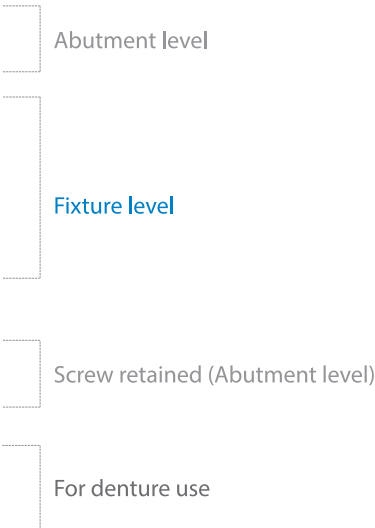 Abutment level
Fixture level
Screw retained (Abutment level)
For denture use